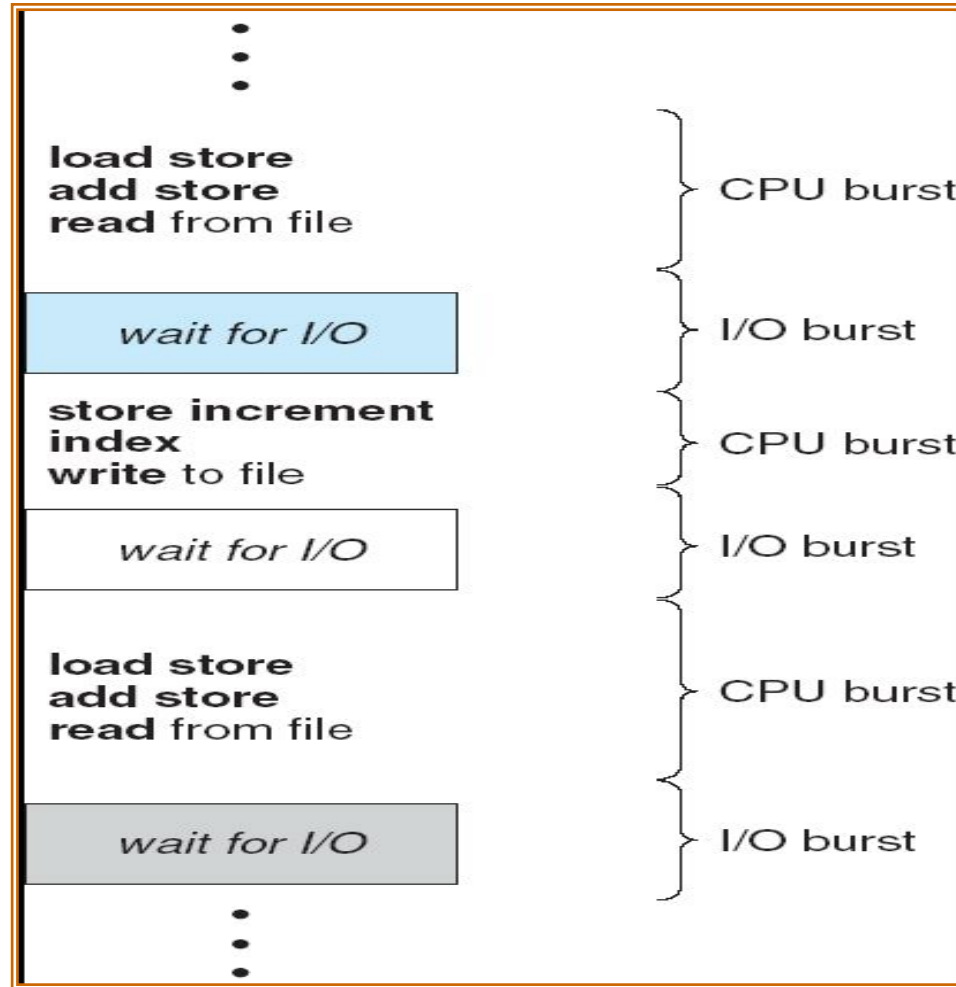 load store
add store
read from file
CPU burst
wait for I/O
I/O burst
store increment
index
write to file
CPU burst
wait for I/O
I/O burst
load store
add store
read from file
CPU burst
wait for I/O
I/O burst